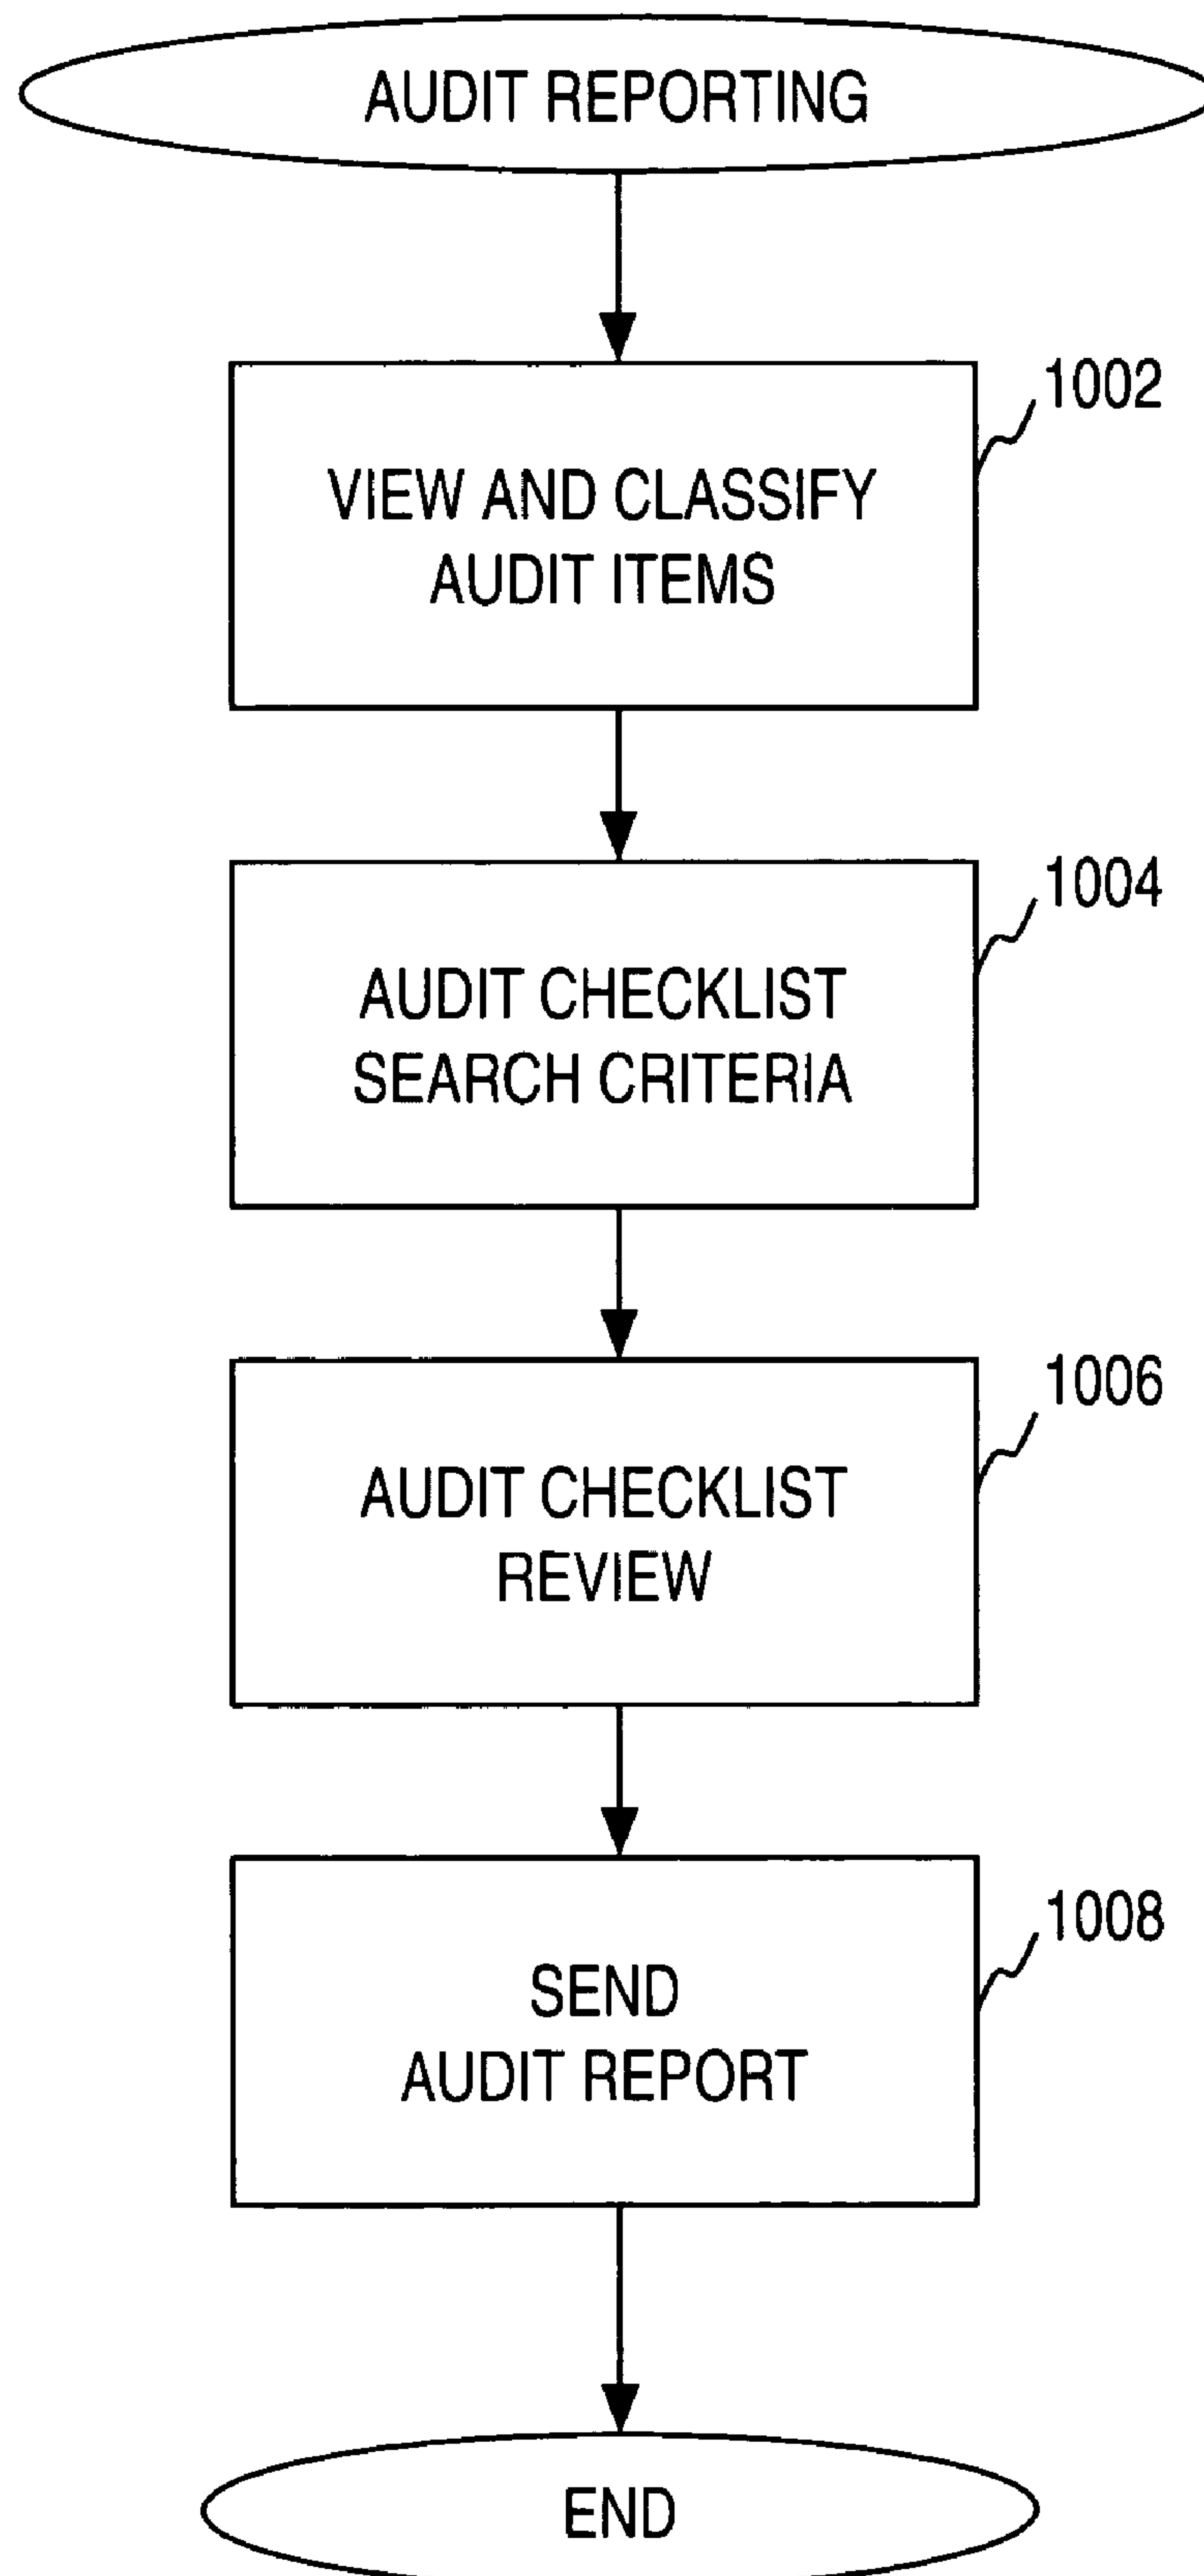 AUDIT REPORTING
1002
VIEW AND CLASSIFY
AUDIT ITEMS
1004
AUDIT CHECKLIST
SEARCH CRITERIA
1006
AUDIT CHECKLIST
REVIEW
1008
SEND
AUDIT REPORT
END